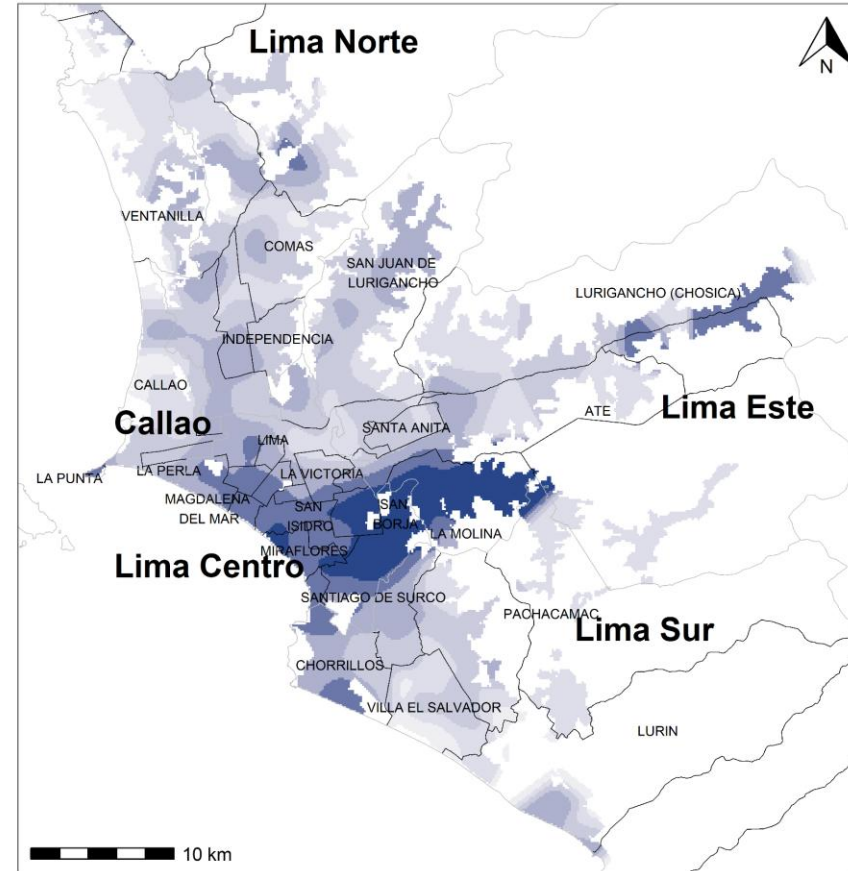 Lima Norte
N
VENTANILLA
COMAS
SAN JUAN DE
LURIGANCHO
LURIGANCHO (CHOSICA)
INDEPENDENCIA
CALLAO
ATE
Lima Este
Callao
SANTA ANITA
LIMA
LA PUNTA
LA PERLA
LA VICTORIA
MAGDALENA
DEL MAR
SAN
ISIDRO
SAN
BORJA
LA MOLINA
MIRAFLORES
Lima Centro
SANTIAGO DE SURCO
PACHACAMAC
Lima Sur
CHORRILLOS
VILLA EL SALVADOR
LURIN
10 km